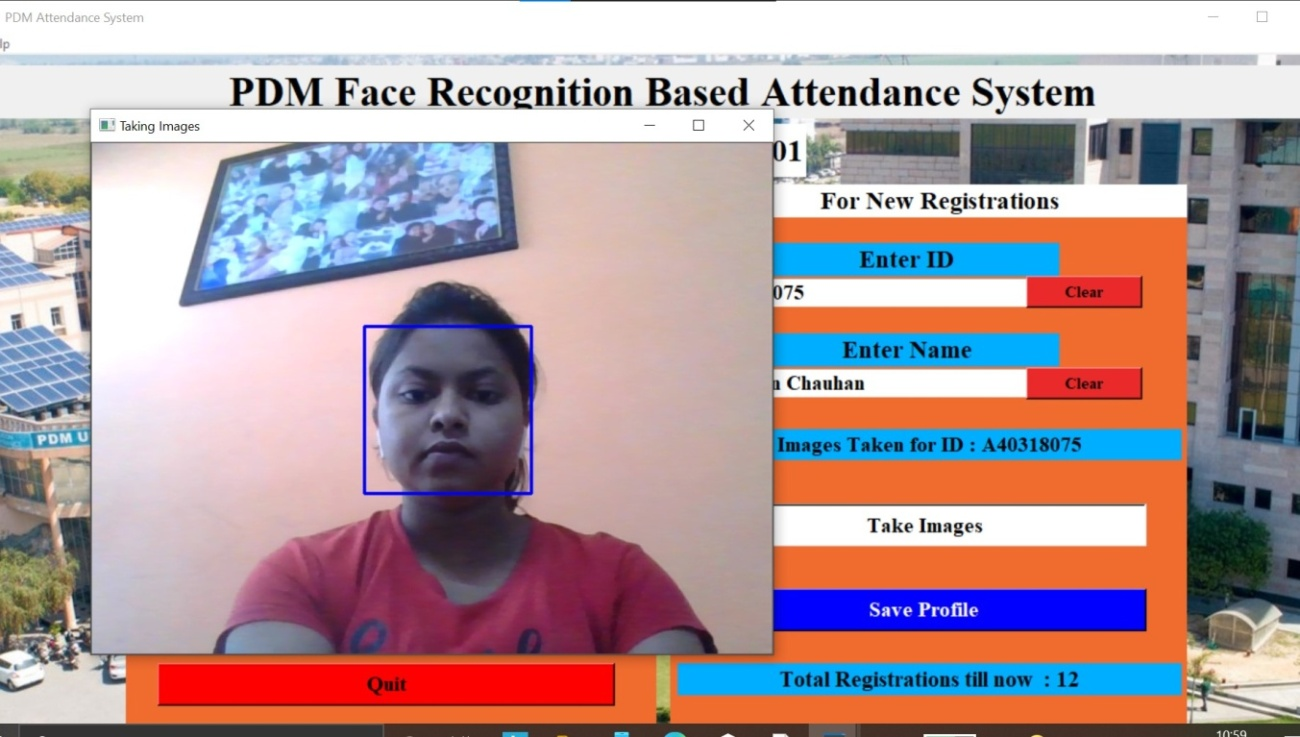 PDM Attendance System
lp
PDM Face Recognition Based Attendance System
Taking Images
01
For New Registrations
Enter ID
075
Clear
Enter Name
n Chauhan
Clear
Images Taken for ID : A40318075
Take Images
Save Profile
PDM U
Quit
Total Registrations till now : 12
10:59